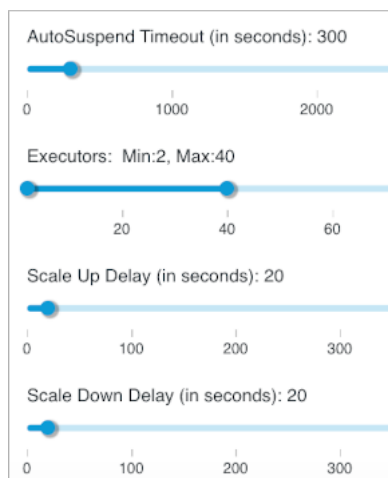 AutoSuspend Timeout (in seconds): 300
0 1000 2000
Executors: Min:2, Max:40
20 40 60
Scale Up Delay (in seconds): 20
0 100 200 300
Scale Down Delay (in seconds): 20
0 100 200 300